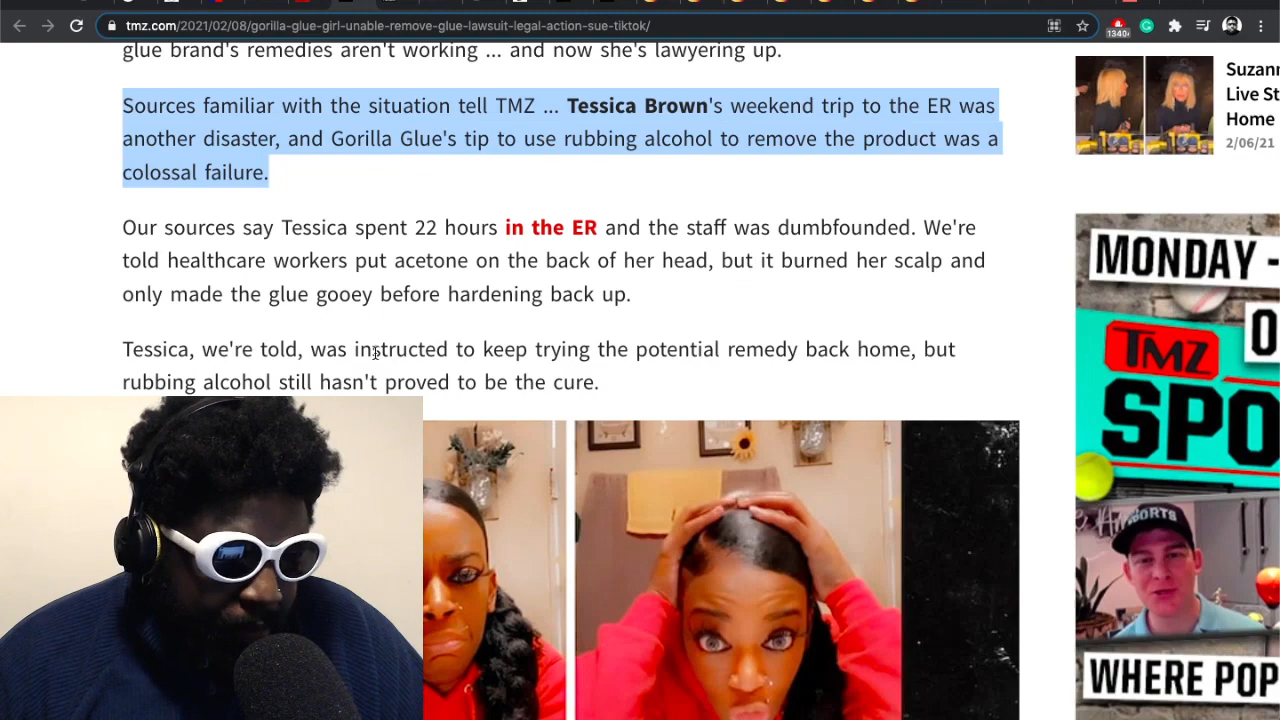 tmz.com/2021/02/08/gorilla-glue-girl-unable-remove-glue-lawsuit-legal-action-sue-tiktok/
1340
glue brand's remedies aren't working ... and now she's lawyering up.
Sources familiar with the situation tell TMZ ... Tessica Brown's weekend trip to the ER was
another disaster, and Gorilla Glue's tip to use rubbing alcohol to remove the product was a
colossal failure.
Our sources say Tessica spent 22 hours in the ER and the staff was dumbfounded. We're
told healthcare workers put acetone on the back of her head, but it burned her scalp and
only made the glue gooey before hardening back up.
Tessica, we're told, was instructed to keep trying the potential remedy back home, but
rubbing alcohol still hasn't proved to be the cure.
Suzann
Live St
Home
2/06/21
MONDAY -
TMZ
SPO
WHERE POP